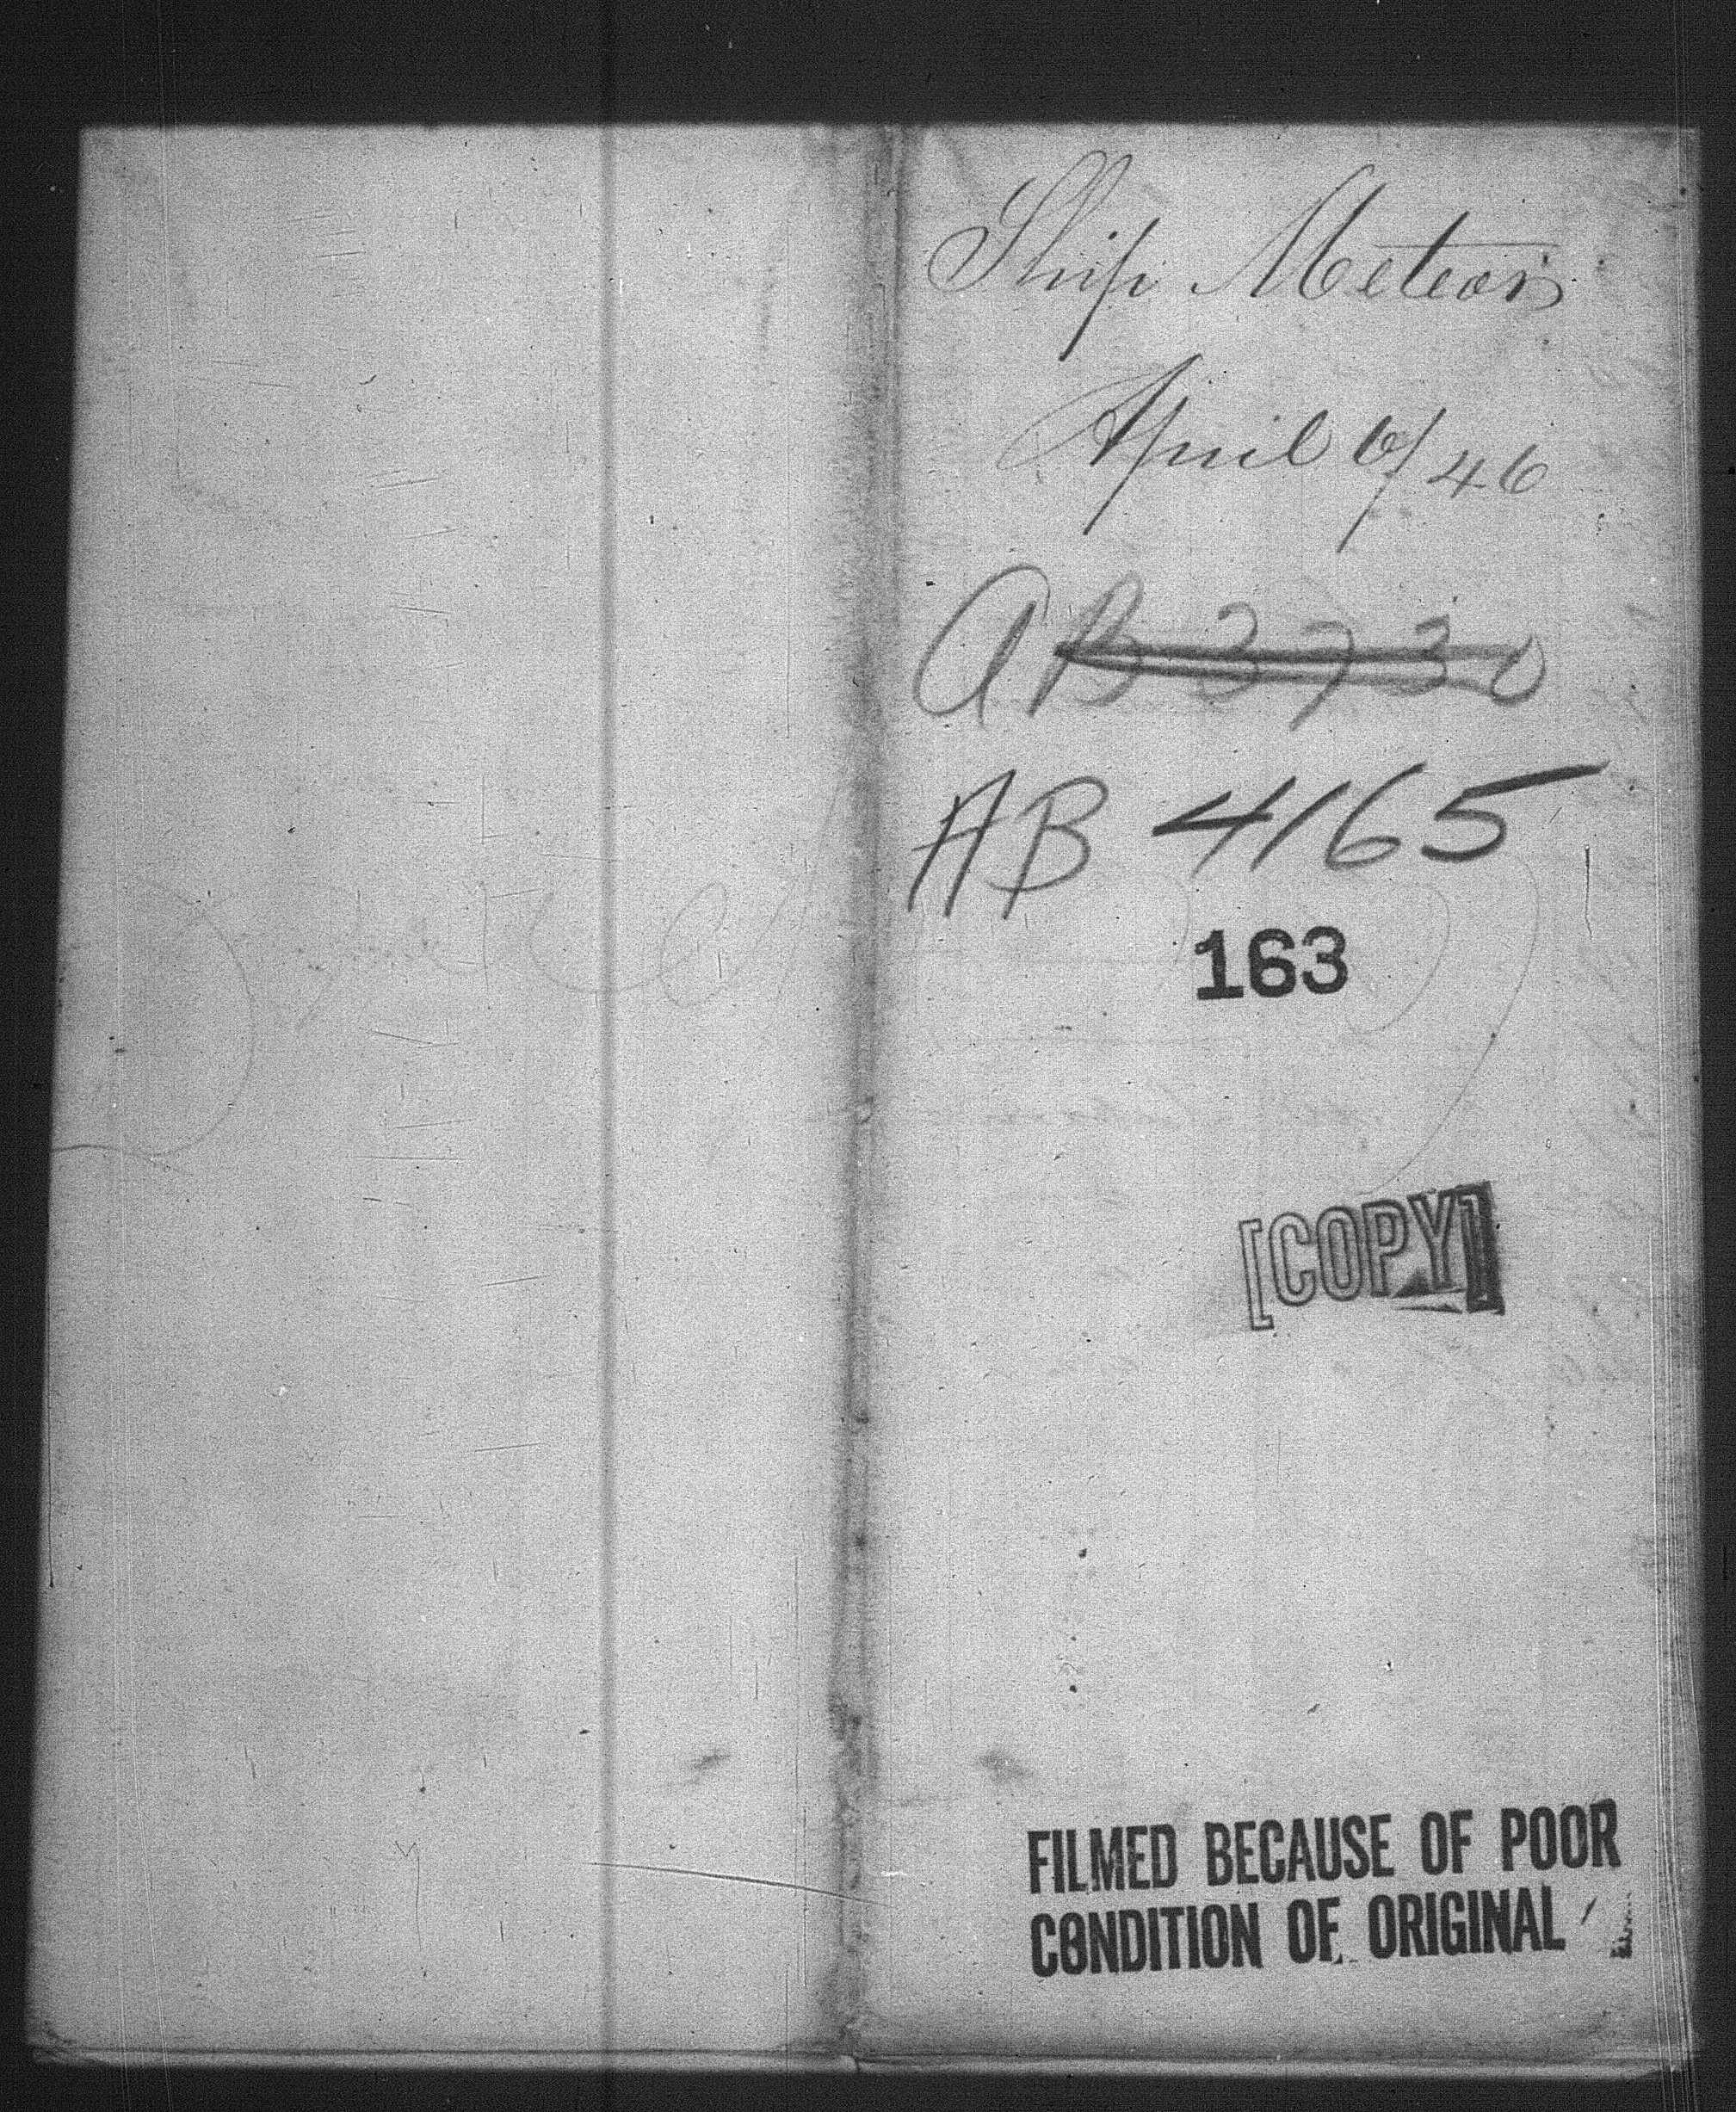 Ship Meteor
April 6/46
AB 3730
AB 4165
163
[COPY]
FILMED BECAUSE OF POOR
CONDITION OF ORIGINAL